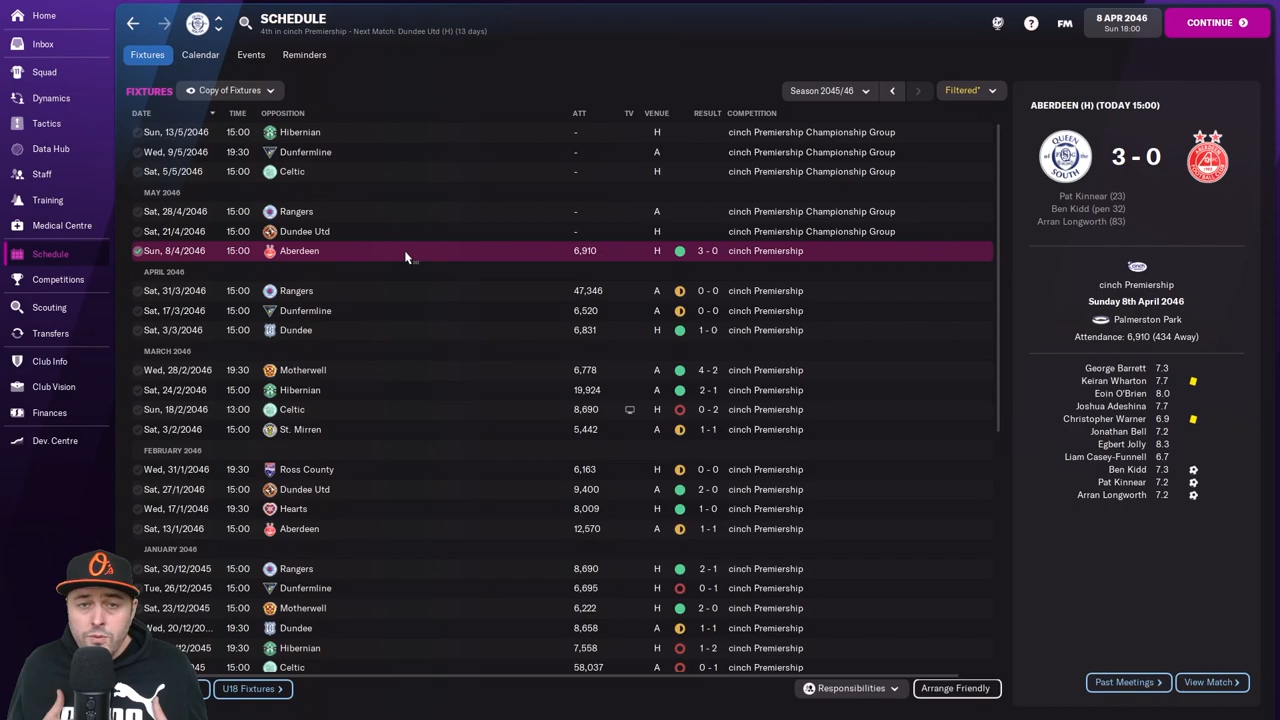 Home
Inbox
Squad
Dynamics
Tactics
Data Hub
Staff
Training
Medical Centre
Schedule
Competitions
Scouting
Transfers
Club Info
Club Vision
Finances
Dev. Centre
SCHEDULE
4th in cinch Premiership - Next Match: Dundee Utd (H) (13 days)
FM
8 APR 2046
Sun 18:00
CONTINUE
Fixtures Calendar Events Reminders
FIXTURES Copy of Fixtures Season 2045/46 Filtered*
DATE TIME OPPOSITION ATT TV VENUE RESULT COMPETITION
Sun, 13/5/2046 15:00 Hibernian - H cinch Premiership Championship Group
Wed, 9/5/2046 19:30 Dunfermline - A cinch Premiership Championship Group
Sat, 5/5/2046 15:00 Celtic - H cinch Premiership Championship Group
MAY 2046
Sat, 28/4/2046 15:00 Rangers - A cinch Premiership Championship Group
Sat, 21/4/2046 15:00 Dundee Utd - H cinch Premiership Championship Group
Sun, 8/4/2046 15:00 Aberdeen 6,910 H 3 - 0 cinch Premiership
APRIL 2046
Sat, 31/3/2046 15:00 Rangers 47,346 A 0 - 0 cinch Premiership
Sat, 17/3/2046 15:00 Dunfermline 6,520 A 0 - 0 cinch Premiership
Sat, 3/3/2046 15:00 Dundee 6,831 H 1 - 0 cinch Premiership
MARCH 2046
Wed, 28/2/2046 19:30 Motherwell 6,778 A 4 - 2 cinch Premiership
Sat, 24/2/2046 15:00 Hibernian 19,924 A 2 - 1 cinch Premiership
Sun, 18/2/2046 13:00 Celtic 8,690 H 0 - 2 cinch Premiership
Sat, 3/2/2046 15:00 St. Mirren 5,442 A 1 - 1 cinch Premiership
FEBRUARY 2046
Wed, 31/1/2046 19:30 Ross County 6,163 H 0 - 0 cinch Premiership
Sat, 27/1/2046 15:00 Dundee Utd 9,400 A 2 - 0 cinch Premiership
Wed, 17/1/2046 19:30 Hearts 8,009 H 1 - 0 cinch Premiership
Sat, 13/1/2046 15:00 Aberdeen 12,570 A 1 - 1 cinch Premiership
JANUARY 2046
Sat, 30/12/2045 15:00 Rangers 8,690 H 2 - 1 cinch Premiership
Tue, 26/12/2045 15:00 Dunfermline 6,695 H 0 - 1 cinch Premiership
Sat, 23/12/2045 15:00 Motherwell 6,222 H 2 - 0 cinch Premiership
Wed, 20/12/20... 19:30 Dundee 8,658 A 1 - 1 cinch Premiership
12/2045 19:30 Hibernian 7,558 H 1 - 2 cinch Premiership
045 15:00 Celtic 58,037 A 0 - 1 cinch Premiership
U18 Fixtures
Responsibilities
Arrange Friendly
ABERDEEN (H) (TODAY 15:00)
QUEEN of the SOUTH
3 - 0
ABERDEEN
Pat Kinnear (23)
Ben Kidd (pen 32)
Arran Longworth (83)
cinch
cinch Premiership
Sunday 8th April 2046
Palmerston Park
Attendance: 6,910 (434 Away)
George Barrett 7.3
Keiran Wharton 7.7
Eoin O'Brien 8.0
Joshua Adeshina 7.7
Christopher Warner 6.9
Jonathan Bell 7.2
Egbert Jolly 8.3
Liam Casey-Funnell 6.7
Ben Kidd 7.3
Pat Kinnear 7.2
Arran Longworth 7.2
Past Meetings
View Match
O's